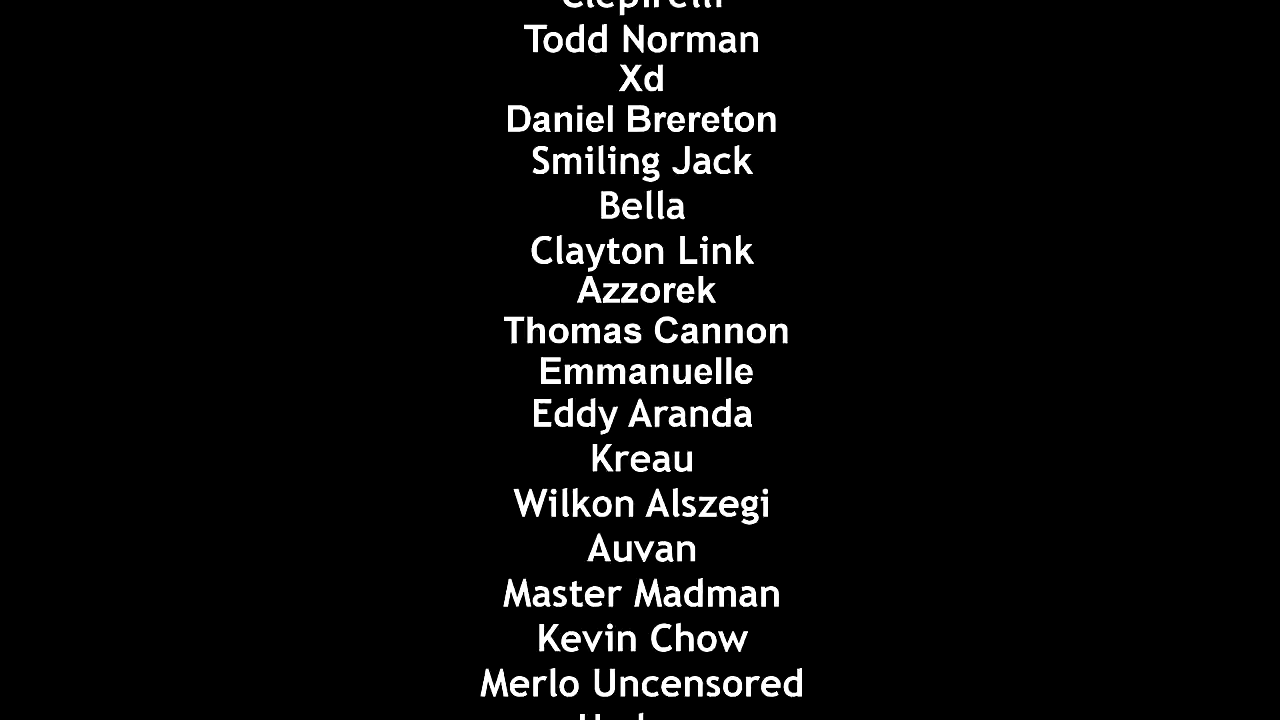 Todd Norman
Xd
Daniel Brereton
Smiling Jack
Bella
Clayton Link
Azzorek
Thomas Cannon
Emmanuelle
Eddy Aranda
Kreau
Wilkon Alszegi
Auvan
Master Madman
Kevin Chow
Merlo Uncensored